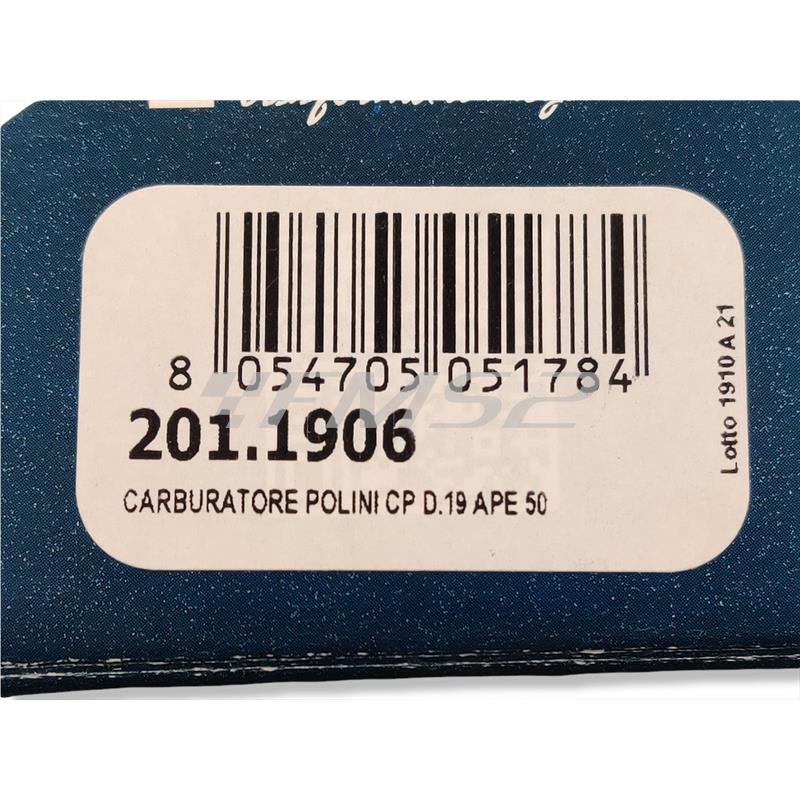 8 054705 051784
201.1906
CARBURATORE POLINI CP D.19 APE 50
Lotto 1910 A 21